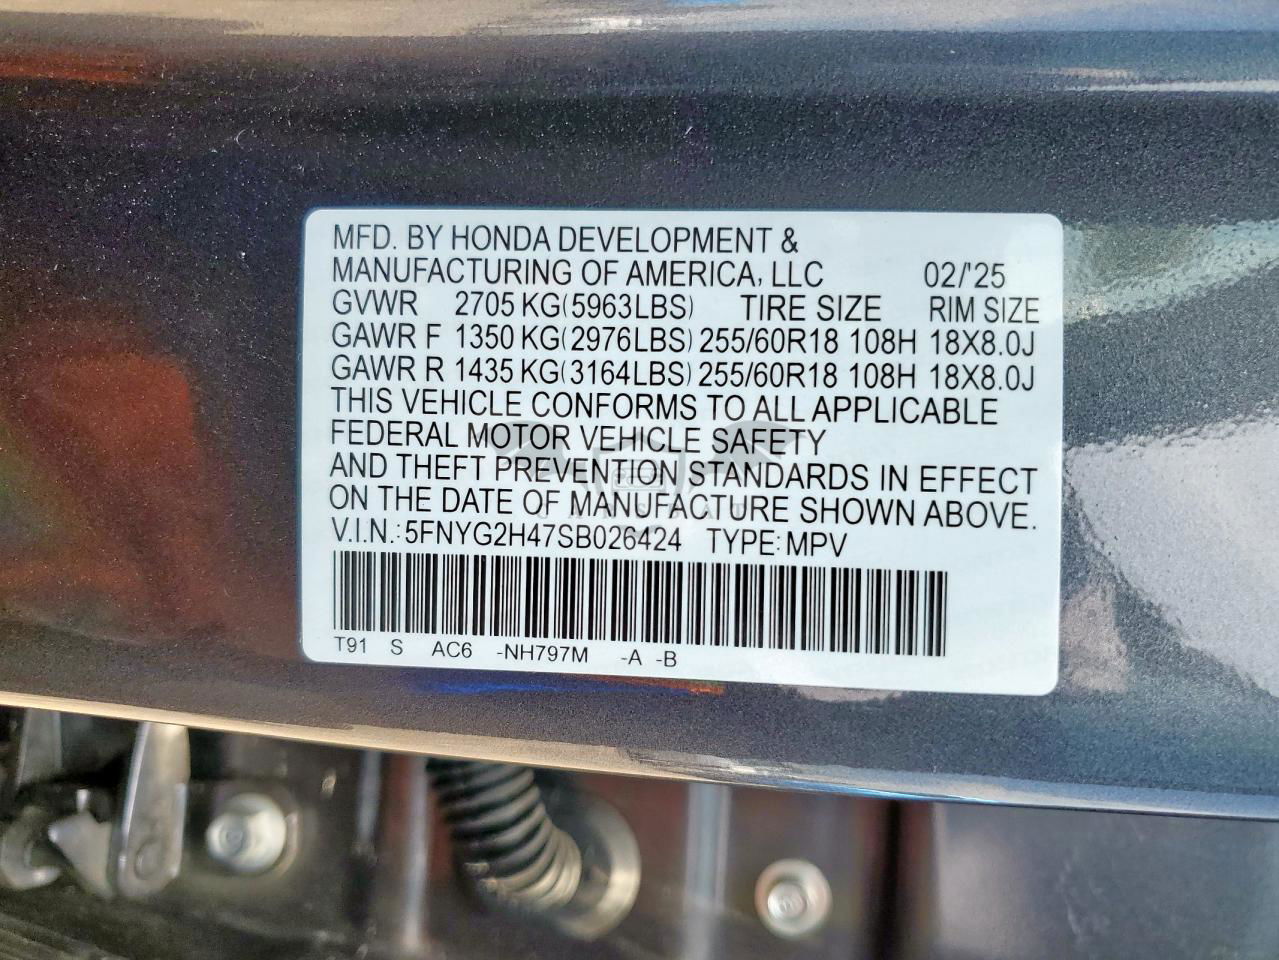 MFD. BY HONDA DEVELOPMENT &
MANUFACTURING OF AMERICA, LLC 02/'25
GVWR 2705 KG(5963LBS) TIRE SIZE RIM SIZE
GAWR F 1350 KG(2976LBS) 255/60R18 108H 18X8.0J
GAWR R 1435 KG(3164LBS) 255/60R18 108H 18X8.0J
THIS VEHICLE CONFORMS TO ALL APPLICABLE
FEDERAL MOTOR VEHICLE SAFETY
AND THEFT PREVENTION STANDARDS IN EFFECT
ON THE DATE OF MANUFACTURE SHOWN ABOVE.
V.I.N.: 5FNYG2H47SB026424 TYPE: MPV
T91 S AC6 -NH797M -A -B